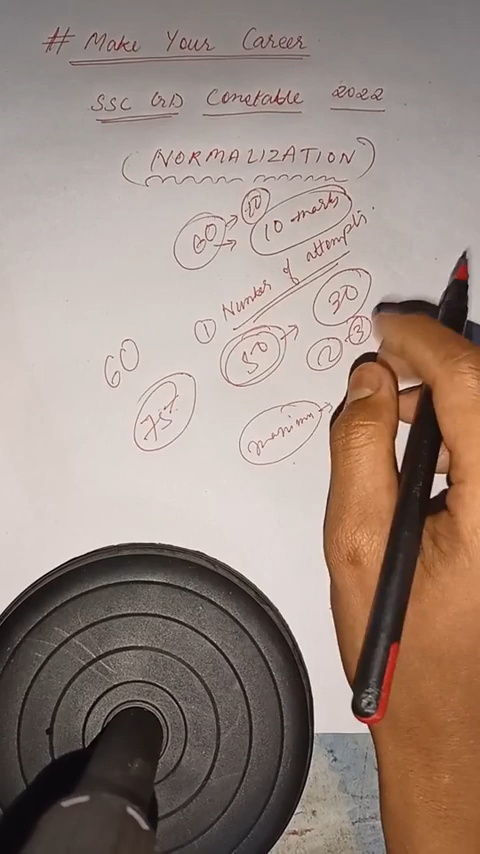 # Make Your Career
SSC GD Constable 2022
(NORMALIZATION)
60 → 10
→ 10 marks
① Number of attempts.
50 → 30
2 3
60
75%
maximum →